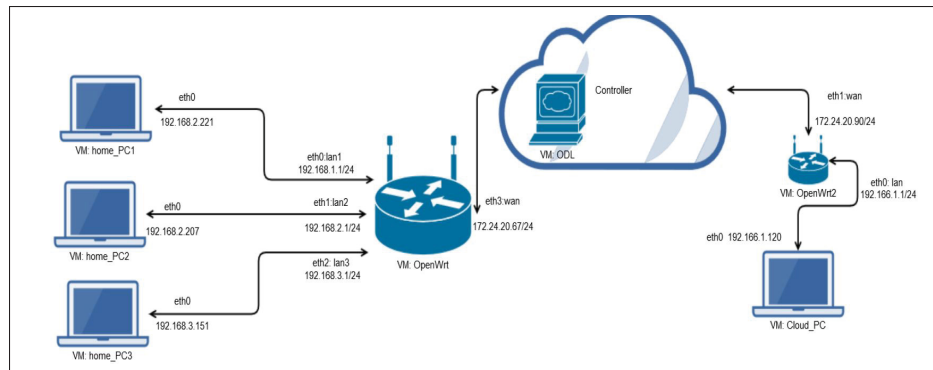 eth0
192.168.2.221
VM: home_PC1
eth0:lan1
192.168.1.1/24
eth0
192.168.2.207
VM: home_PC2
eth1:lan2
192.168.2.1/24
eth0
192.168.3.151
VM: home_PC3
eth2: lan3
192.168.3.1/24
VM: OpenWrt
eth3:wan
172.24.20.67/24
Controller
VM: ODL
eth1:wan
172.24.20.90/24
VM: OpenWrt2
eth0: lan
192.166.1.1/24
eth0 192.166.1.120
VM: Cloud_PC